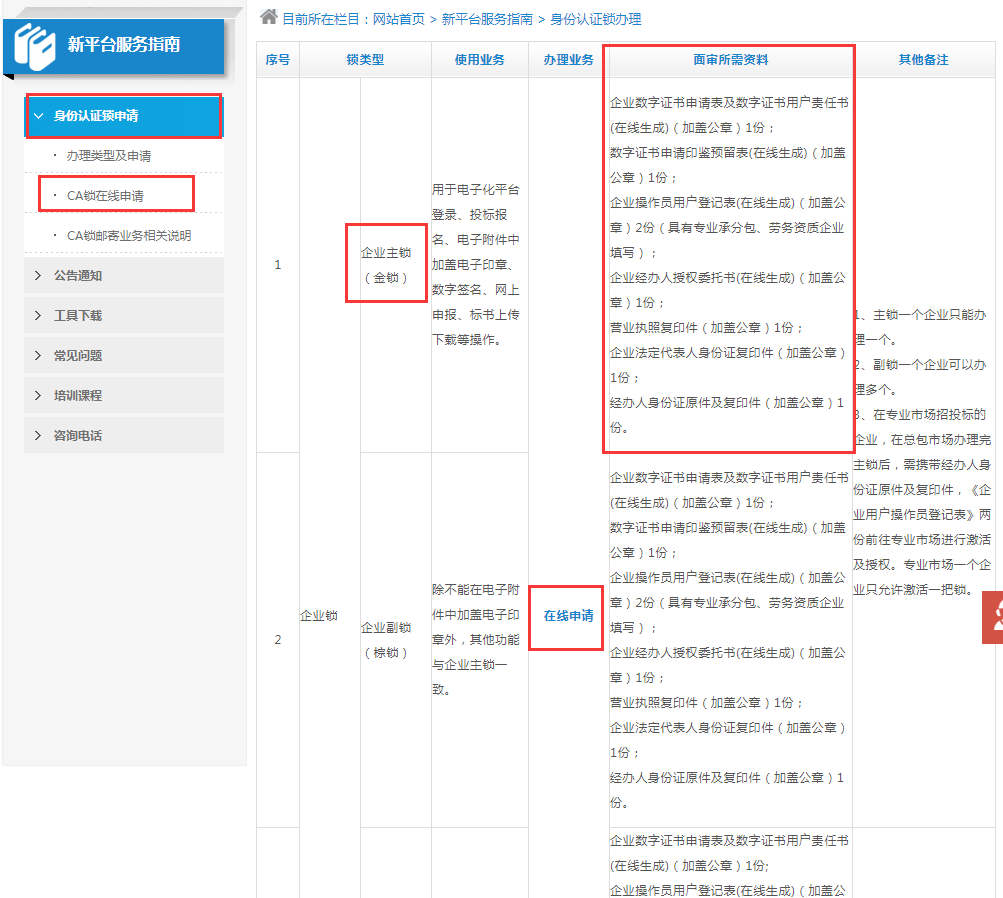 新平台服务指南
身份认证锁申请
· 办理类型及申请
· CA锁在线申请
· CA锁邮寄业务相关说明
公告通知
工具下载
常见问题
培训课程
咨询电话
目前所在栏目：网站首页 > 新平台服务指南 > 身份认证锁办理
序号 锁类型 使用业务 办理业务 面审所需资料 其他备注
1
企业主锁
（金锁）
用于电子化平台
登录、投标报
名、电子附件中
加盖电子印章、
数字签名、网上
申报、标书上传
下载等操作。
企业数字证书申请表及数字证书用户责任书
(在线生成)（加盖公章）1份；
数字证书申请印鉴预留表(在线生成)（加盖
公章）1份；
企业操作员用户登记表(在线生成)（加盖公
章）2份（具有专业承分包、劳务资质企业
填写）；
企业经办人授权委托书(在线生成)（加盖公
章）1份；
营业执照复印件（加盖公章）1份；
企业法定代表人身份证复印件（加盖公章）
1份；
经办人身份证原件及复印件（加盖公章）1
份。
2
企业锁
企业副锁
（棕锁）
除不能在电子附
件中加盖电子印
章外，其他功能
与企业主锁一
致。
在线申请
企业数字证书申请表及数字证书用户责任书
(在线生成)（加盖公章）1份；
数字证书申请印鉴预留表(在线生成)（加盖
公章）1份；
企业操作员用户登记表(在线生成)（加盖公
章）2份（具有专业承分包、劳务资质企业
填写）；
企业经办人授权委托书(在线生成)（加盖公
章）1份；
营业执照复印件（加盖公章）1份；
企业法定代表人身份证复印件（加盖公章）
1份；
经办人身份证原件及复印件（加盖公章）1
份。
1、主锁一个企业只能办
理一个。
2、副锁一个企业可以办
理多个。
3、在专业市场招投标的
企业，在总包市场办理完
主锁后，需携带经办人身
份证原件及复印件，《企
业用户操作员登记表》两
份前往专业市场进行激活
及授权。专业市场一个企
业只允许激活一把锁。
企业数字证书申请表及数字证书用户责任书
(在线生成)（加盖公章）1份;
企业操作员用户登记表(在线生成)（加盖公